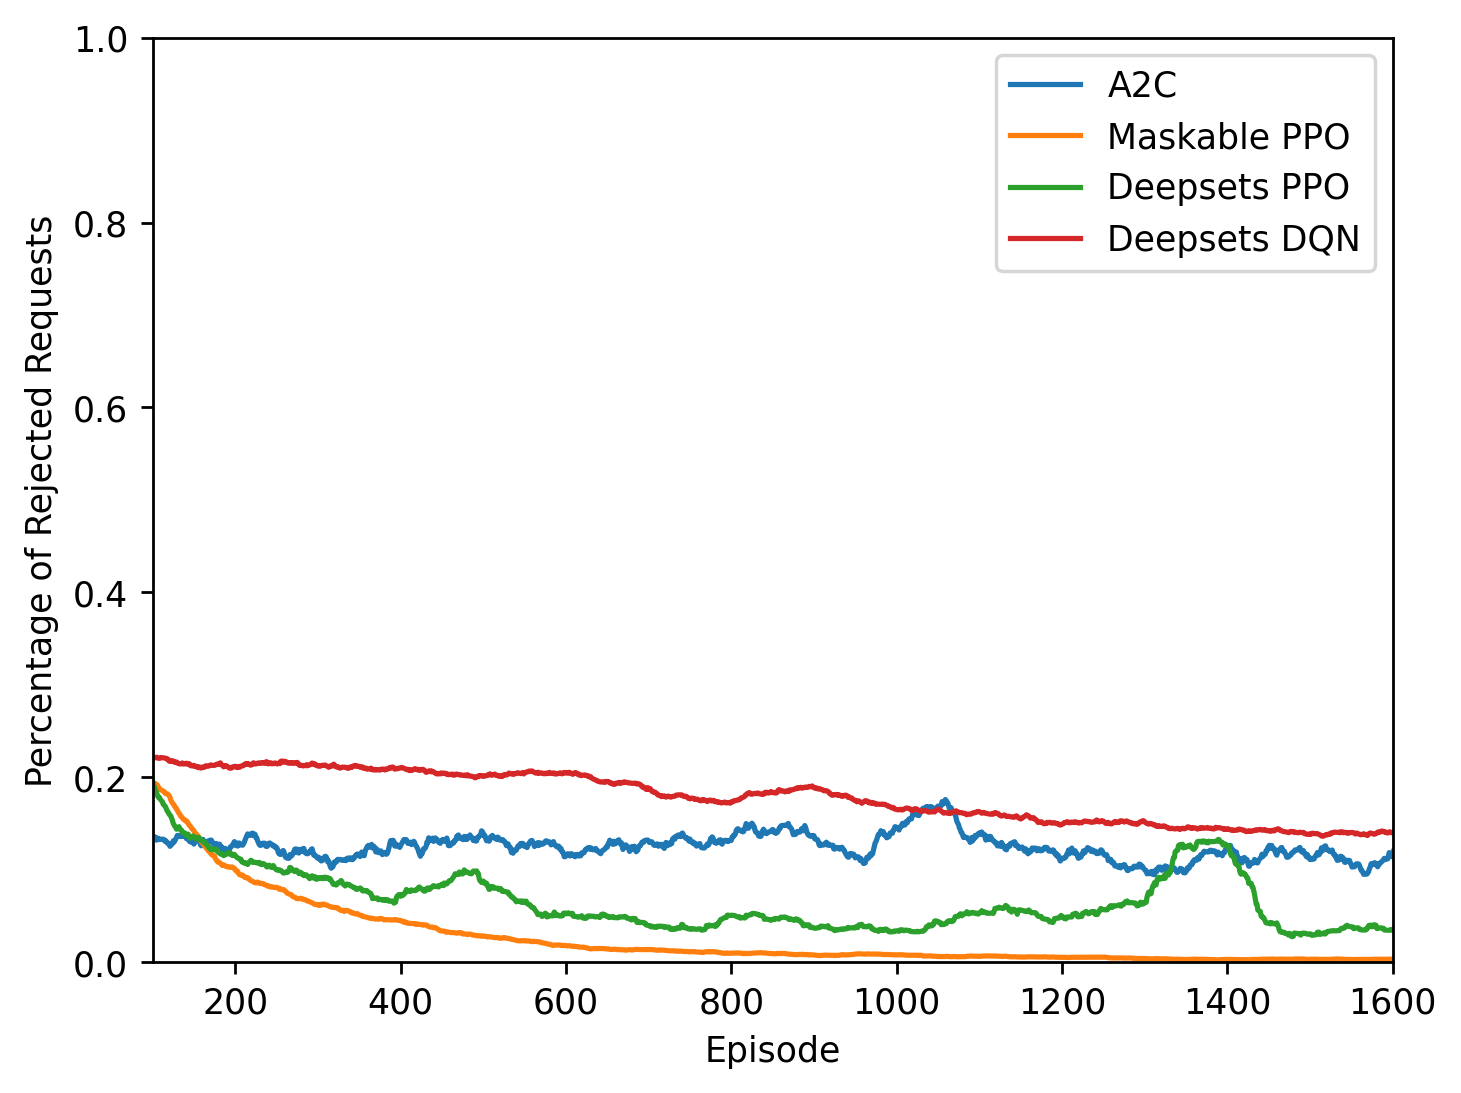 1.0
0.8
0.6
0.4
0.2
0.0
Percentage of Rejected Requests
A2C
Maskable PPO
Deepsets PPO
Deepsets DQN
200 400 600 800 1000 1200 1400 1600
Episode